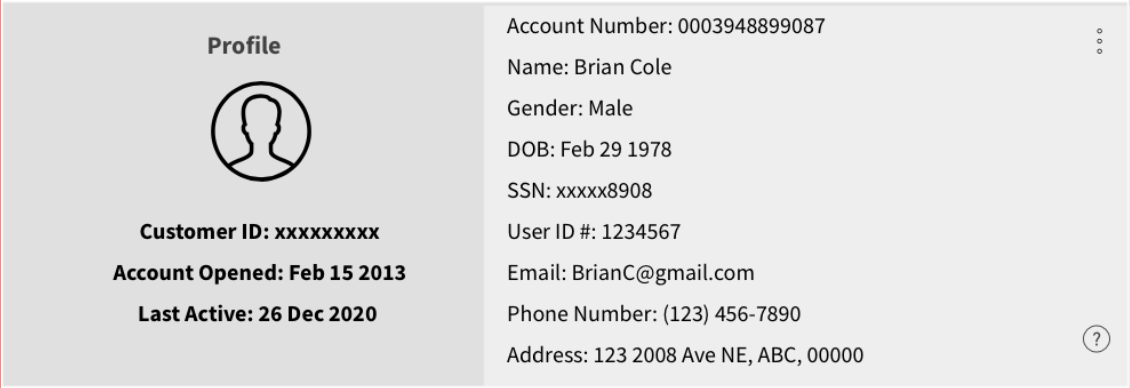 Profile
Customer ID: xxxxxxxxx
Account Opened: Feb 15 2013
Last Active: 26 Dec 2020
Account Number: 0003948899087
Name: Brian Cole
Gender: Male
DOB: Feb 29 1978
SSN: xxxxx8908
User ID #: 1234567
Email: BrianC@gmail.com
Phone Number: (123) 456-7890
Address: 123 2008 Ave NE, ABC, 00000
?